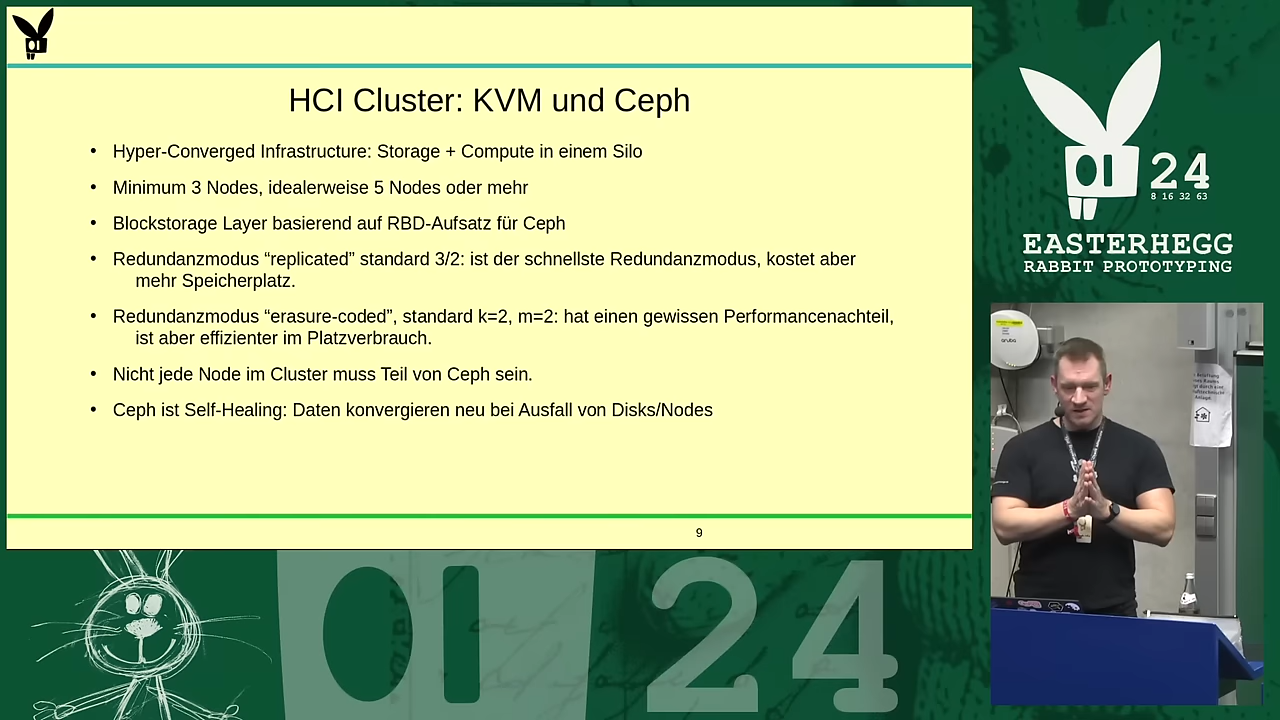 HCI Cluster: KVM und Ceph
• Hyper-Converged Infrastructure: Storage + Compute in einem Silo
• Minimum 3 Nodes, idealerweise 5 Nodes oder mehr
• Blockstorage Layer basierend auf RBD-Aufsatz für Ceph
• Redundanzmodus “replicated” standard 3/2: ist der schnellste Redundanzmodus, kostet aber
mehr Speicherplatz.
• Redundanzmodus “erasure-coded”, standard k=2, m=2: hat einen gewissen Performancenachteil,
ist aber effizienter im Platzverbrauch.
• Nicht jede Node im Cluster muss Teil von Ceph sein.
• Ceph ist Self-Healing: Daten konvergieren neu bei Ausfall von Disks/Nodes
9
24
8 16 32 63
EASTERHEGG
RABBIT PROTOTYPING
aruba
24